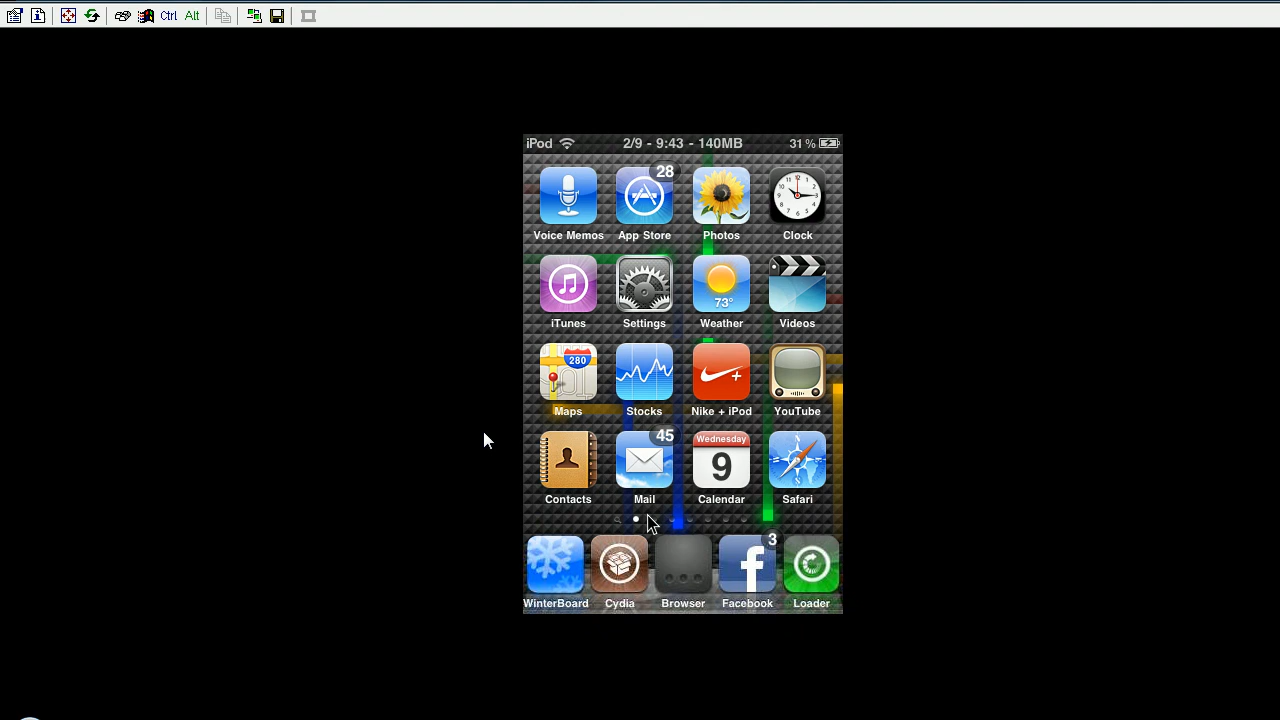 Ctrl Alt
iPod 2/9 - 9:43 - 140MB 31 %
28
Voice Memos App Store Photos Clock
73°
iTunes Settings Weather Videos
280
Maps Stocks Nike + iPod YouTube
45 Wednesday
9
Contacts Mail Calendar Safari
3
f
WinterBoard Cydia Browser Facebook Loader